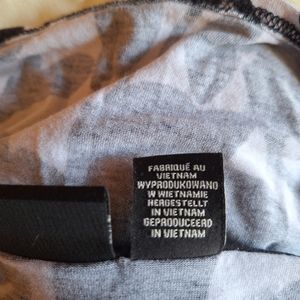 FABRIQUÉ AU
VIETNAM
WYPRODUKOWANO
W WIETNAMIE
HERGESTELLT
IN VIETNAM
GEPRODUCEERD
IN VIETNAM